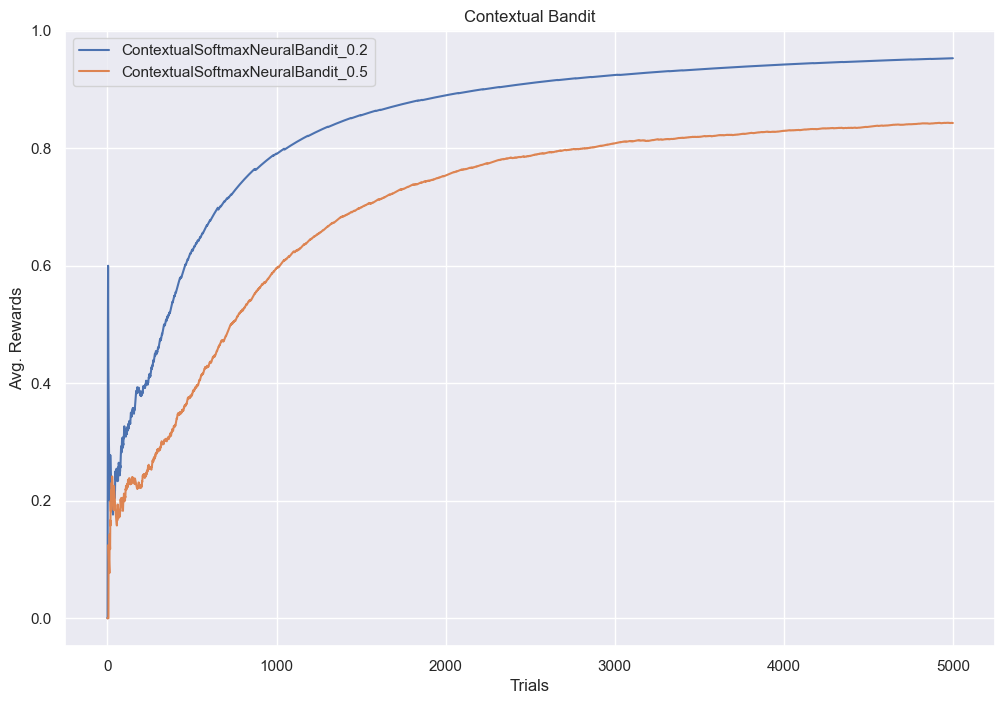 Contextual Bandit
ContextualSoftmaxNeuralBandit_0.2
ContextualSoftmaxNeuralBandit_0.5
Avg. Rewards
1.0
0.8
0.6
0.4
0.2
0.0
0 1000 2000 3000 4000 5000
Trials